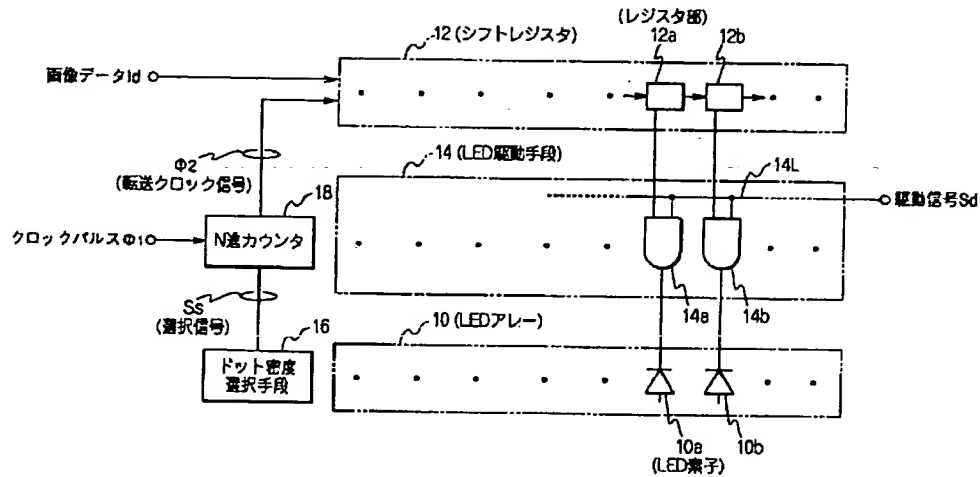 (レジスタ部)
12 (シフトレジスタ)
12a
12b
画像データId
Φ2
(転送クロック信号)
14 (LED駆動手段)
14L
駆動信号Sd
18
クロックパルスΦ1
N進カウンタ
Ss
(選択信号)
14a
14b
16
10 (LEDアレー)
ドット密度
選択手段
10a
10b
(LED素子)